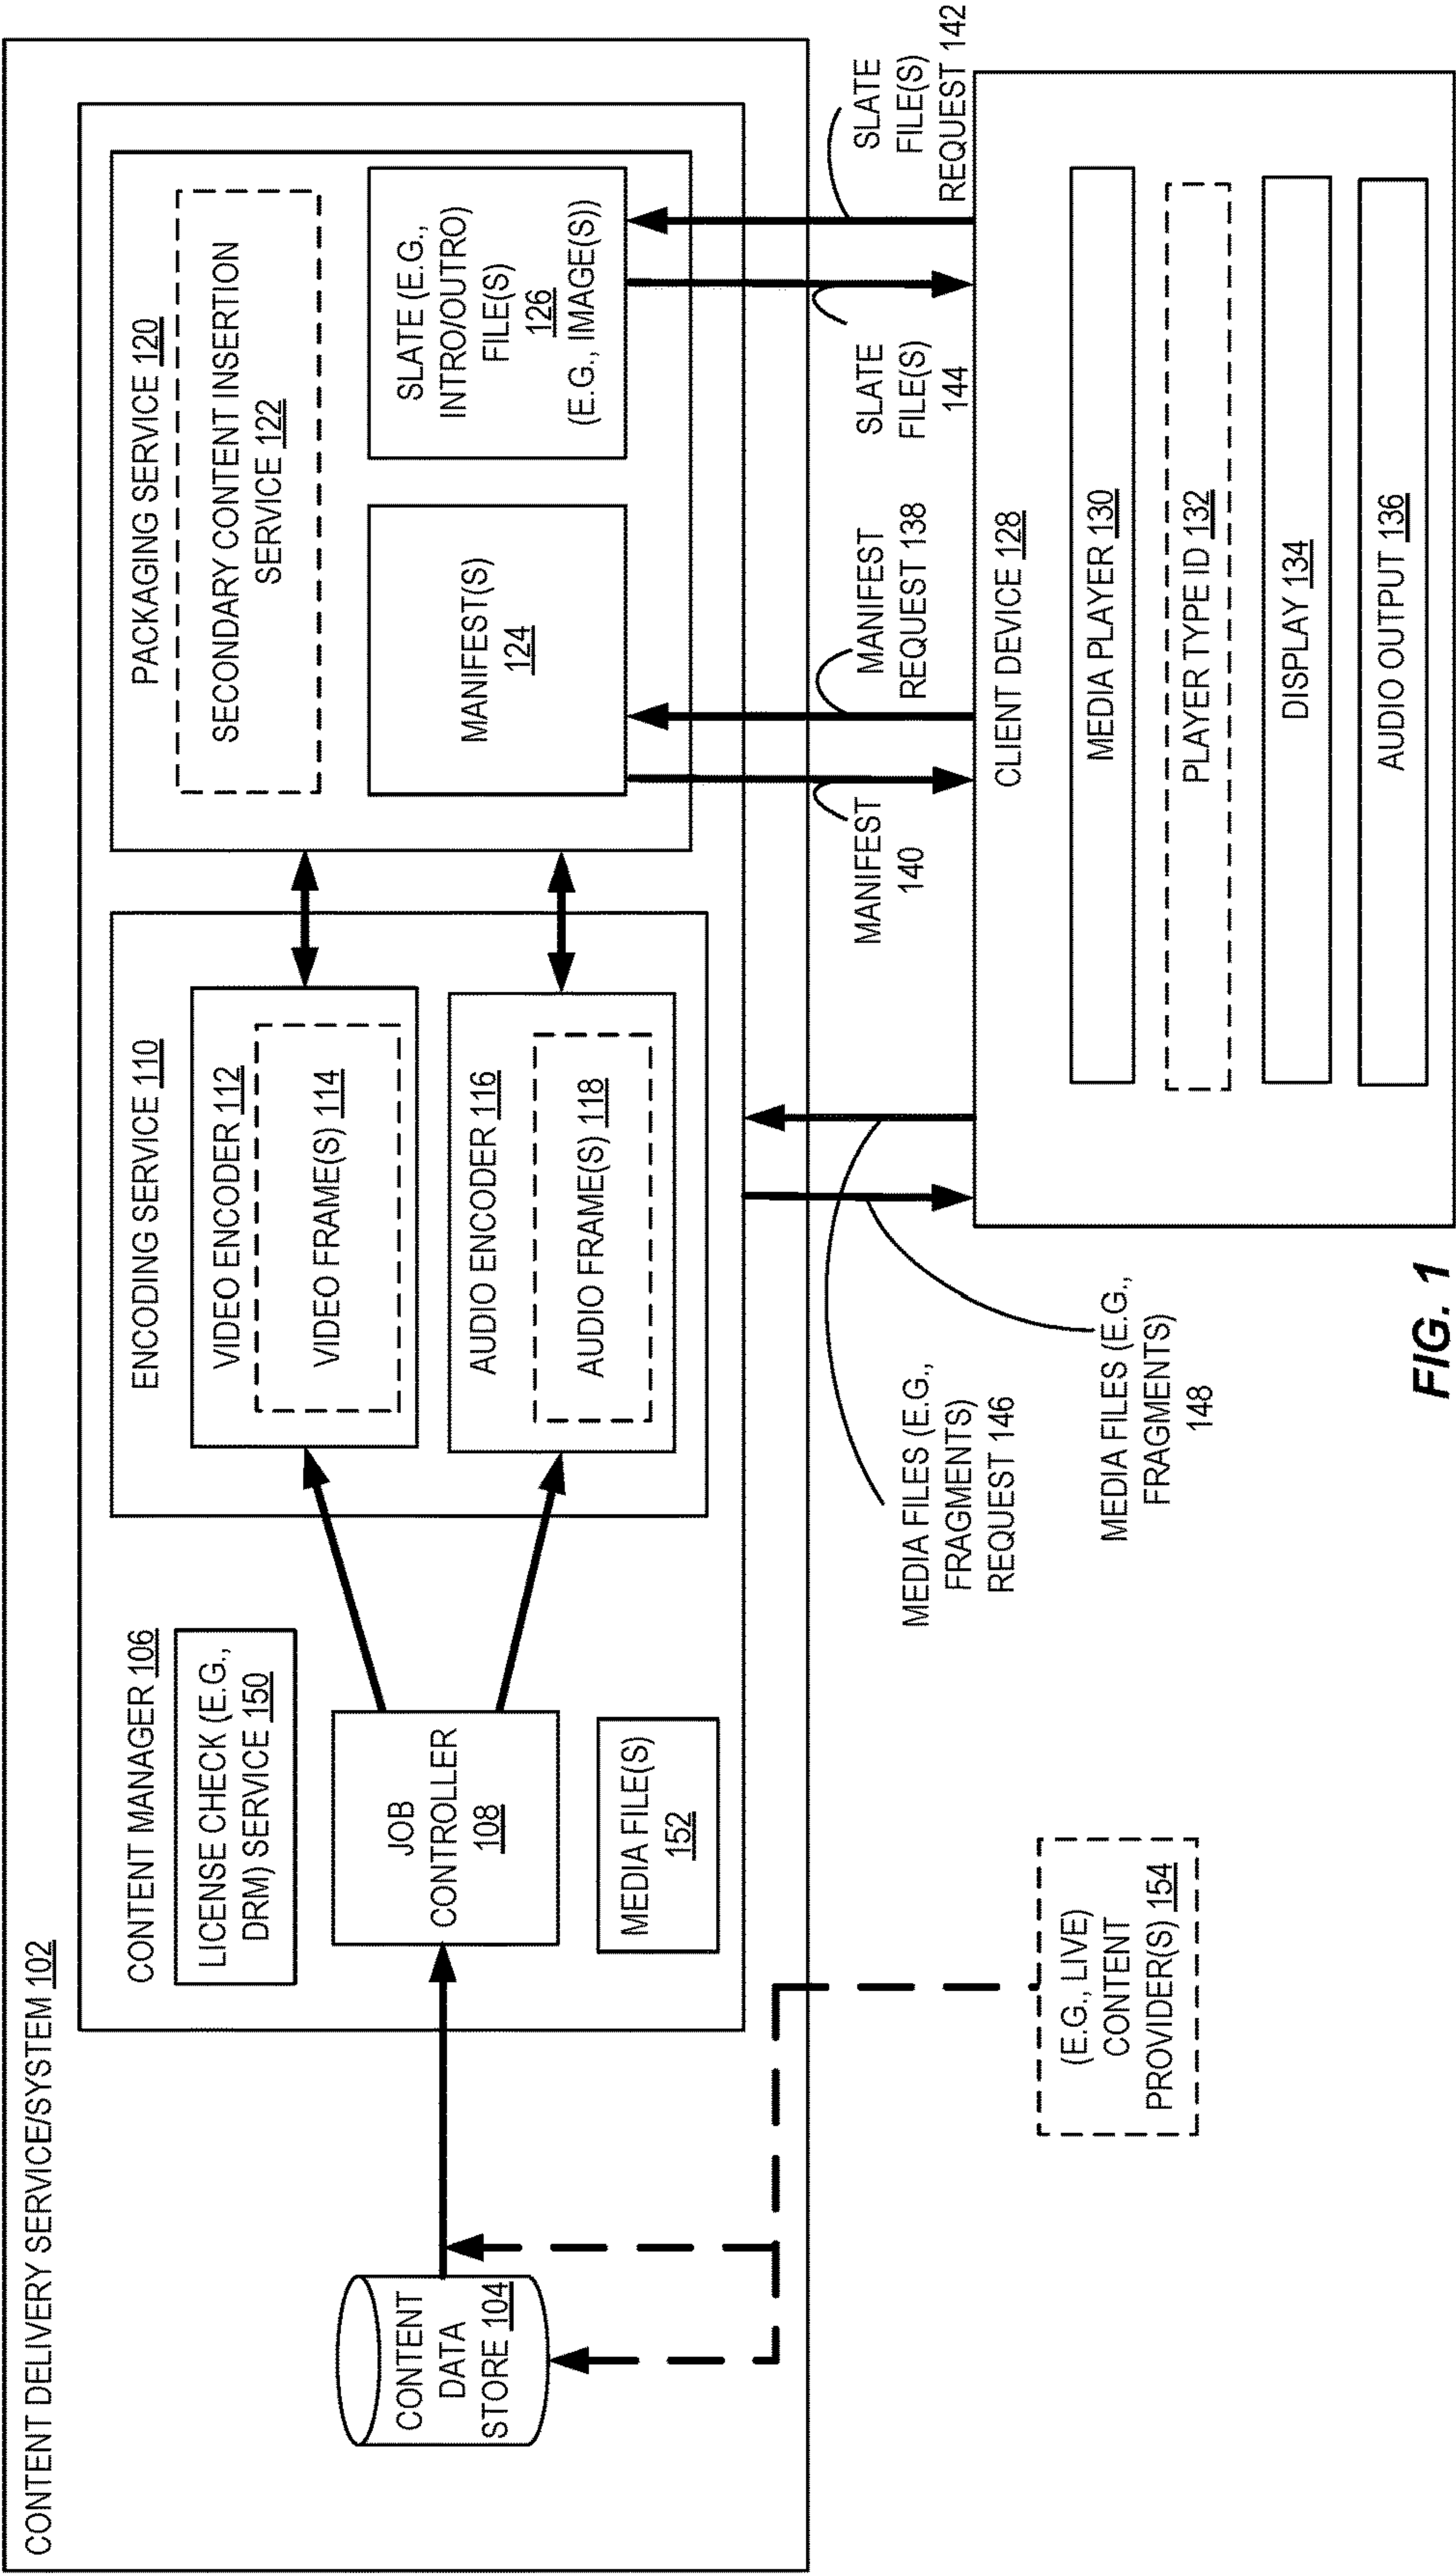 CONTENT DELIVERY SERVICE/SYSTEM 102
CONTENT DATA
STORE 104
CONTENT MANAGER 106
LICENSE CHECK (E.G.,
DRM) SERVICE 150
JOB
CONTROLLER
108
MEDIA FILE(S)
152
ENCODING SERVICE 110
VIDEO ENCODER 112
VIDEO FRAME(S) 114
AUDIO ENCODER 116
AUDIO FRAME(S) 118
PACKAGING SERVICE 120
SECONDARY CONTENT INSERTION
SERVICE 122
MANIFEST(S)
124
SLATE (E.G.,
INTRO/OUTRO)
FILE(S)
126
(E.G., IMAGE(S))
(E.G., LIVE)
CONTENT
PROVIDER(S) 154
MEDIA FILES (E.G.,
FRAGMENTS)
REQUEST 146
MEDIA FILES (E.G.,
FRAGMENTS)
148
MANIFEST
140
MANIFEST
REQUEST 138
SLATE
FILE(S)
144
SLATE
FILE(S)
REQUEST 142
CLIENT DEVICE 128
MEDIA PLAYER 130
PLAYER TYPE ID 132
DISPLAY 134
AUDIO OUTPUT 136
FIG. 1